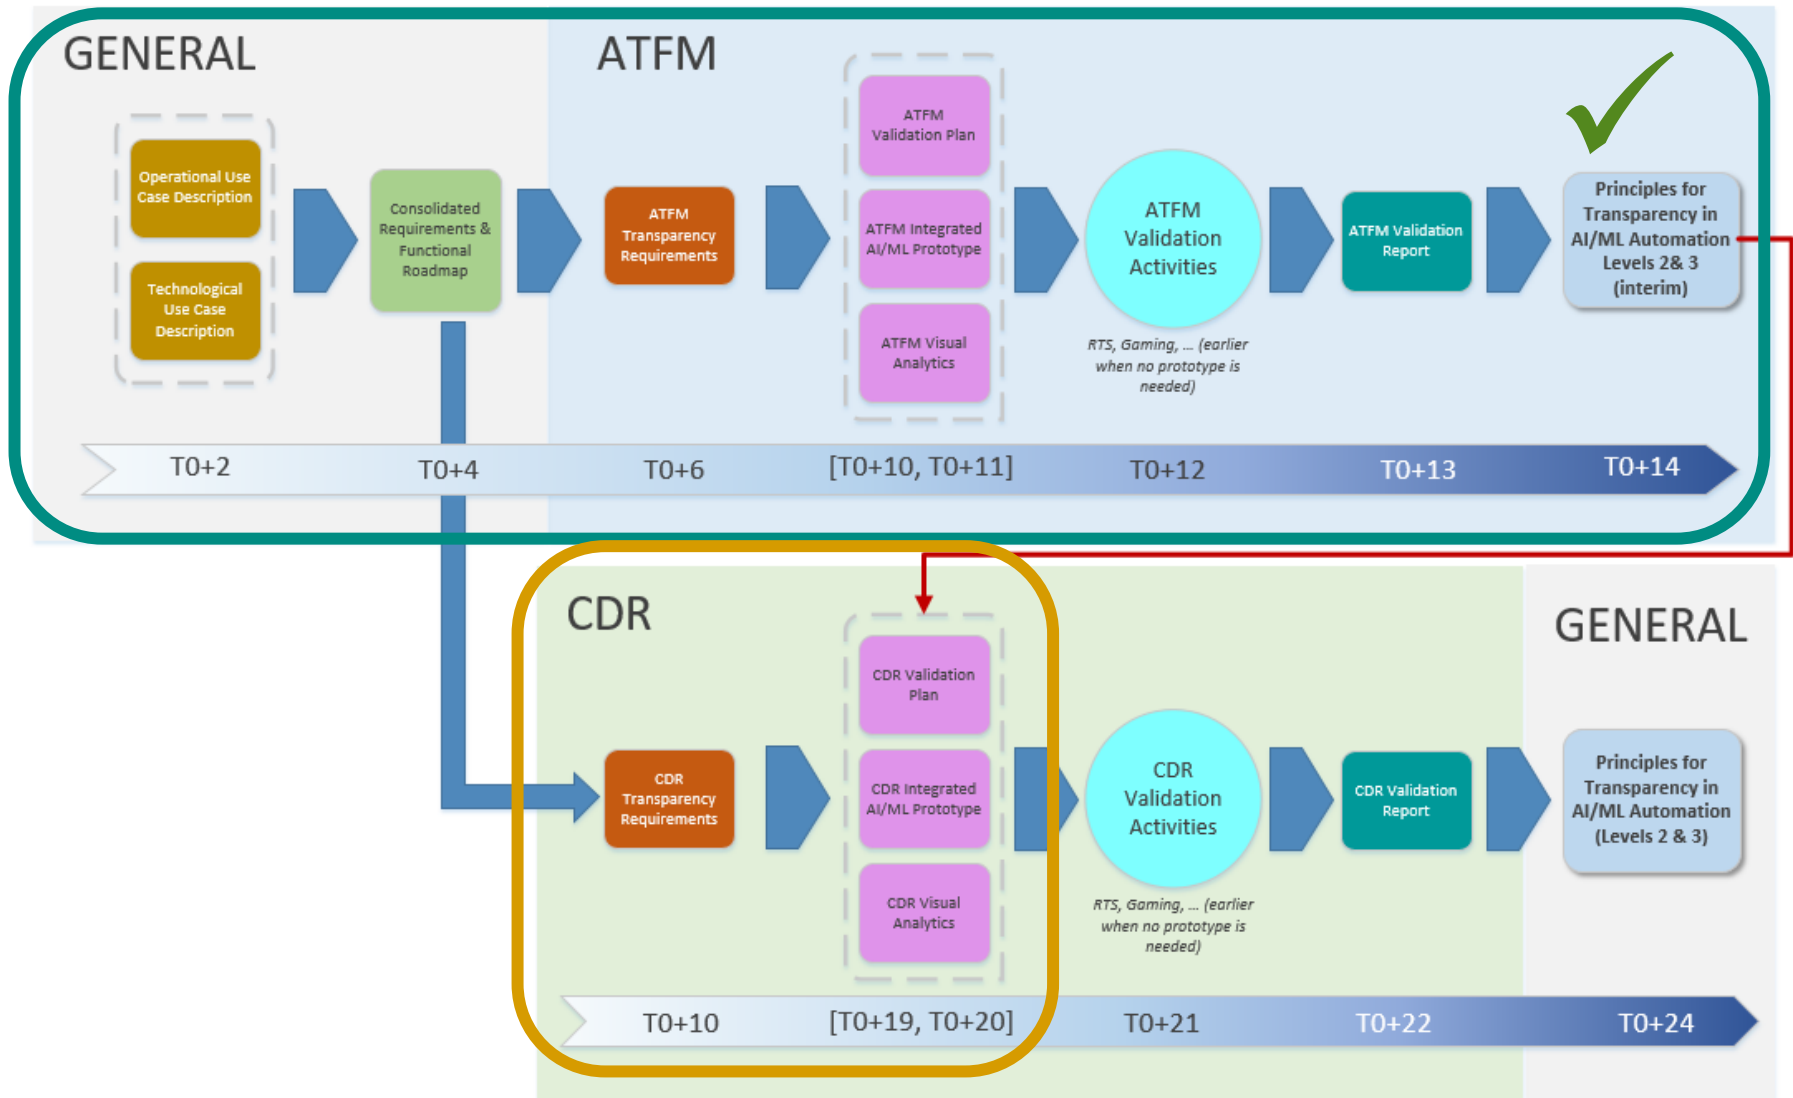 GENERAL
ATFM
Operational Use
Case Description
Technological
Use Case
Description
Consolidated
Requirements &
Functional
Roadmap
ATFM
Transparency
Requirements
ATFM
Validation Plan
ATFM Integrated
AI/ML Prototype
ATFM Visual
Analytics
ATFM
Validation
Activities
RTS, Gaming, ... (earlier
when no prototype is
needed)
ATFM Validation
Report
Principles for
Transparency in
AI/ML Automation
Levels 2& 3
(interim)
T0+2
T0+4
T0+6
[T0+10, T0+11]
T0+12
T0+13
T0+14
CDR
GENERAL
CDR
Transparency
Requirements
CDR Validation
Plan
CDR Integrated
AI/ML Prototype
CDR Visual
Analytics
CDR
Validation
Activities
RTS, Gaming, ... (earlier
when no prototype is
needed)
CDR Validation
Report
Principles for
Transparency in
AI/ML Automation
(Levels 2 & 3)
T0+10
[T0+19, T0+20]
T0+21
T0+22
T0+24